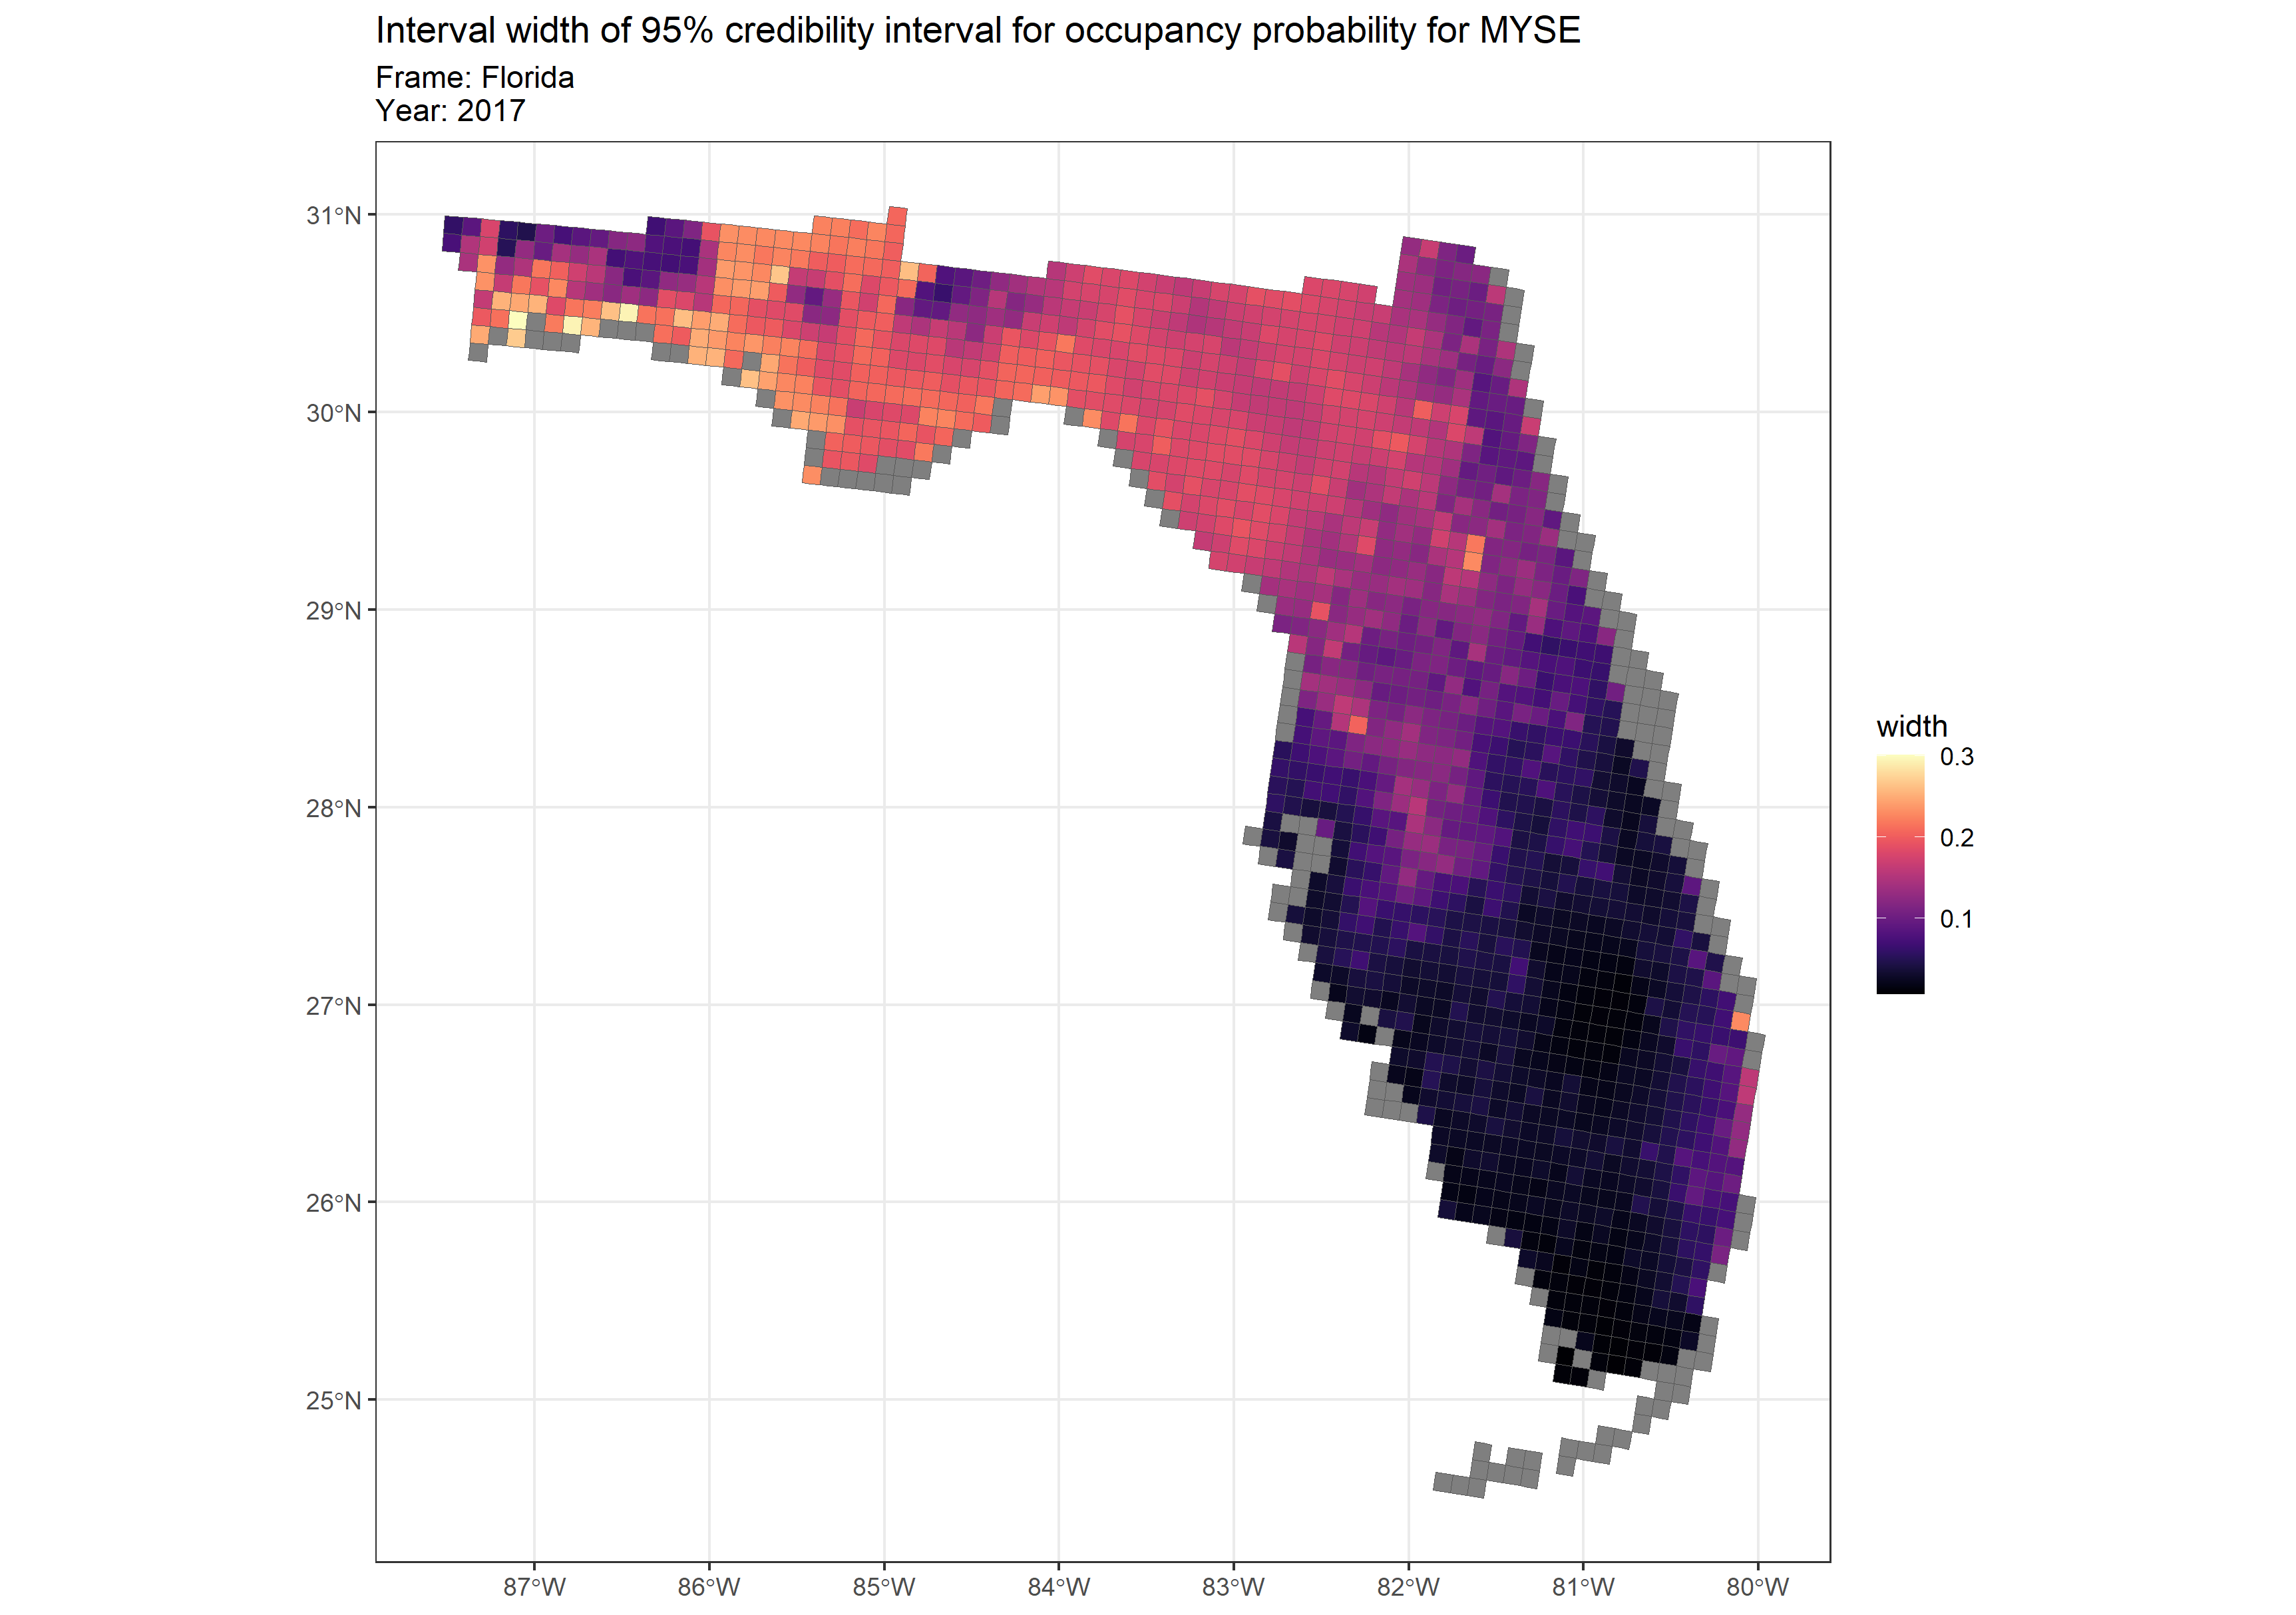 Interval width of 95% credibility interval for occupancy probability for MYSE
Frame: Florida
Year: 2017
31°N
30°N
29°N
28°N
27°N
26°N
25°N
87°W
86°W
85°W
84°W
83°W
82°W
81°W
80°W
width
0.3
0.2
0.1